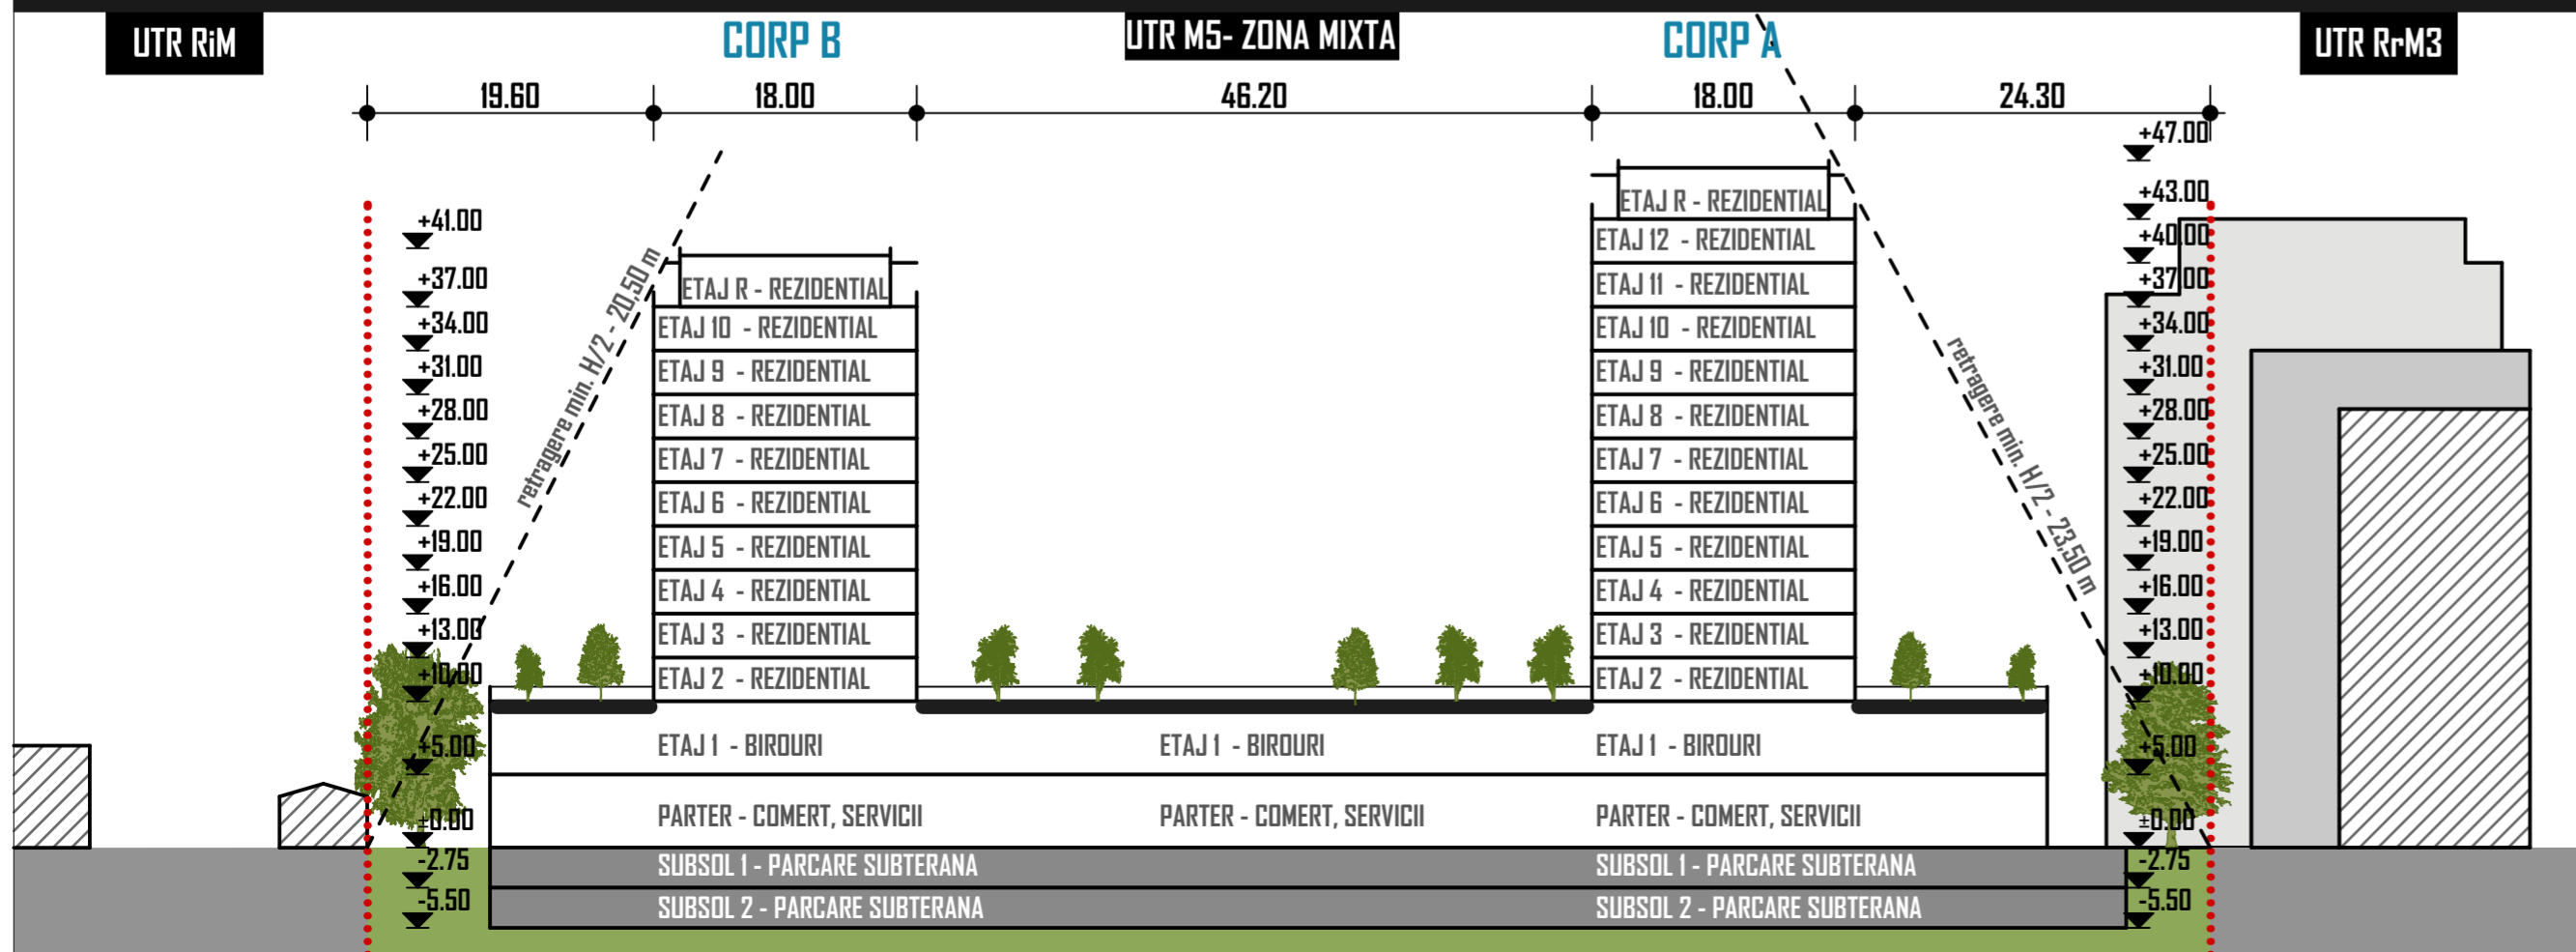 UTR RiM
CORP B
UTR M5- ZONA MIXTA
CORP A
UTR RrM3
19.60
18.00
46.20
18.00
24.30
+41.00
+37.00
+34.00
+31.00
+28.00
+25.00
+22.00
+19.00
+16.00
+13.00
+10.00
+5.00
±0.00
-2.75
-5.50
retragere min. H/2 - 20,50 m
ETAJ R - REZIDENTIAL
ETAJ 10 - REZIDENTIAL
ETAJ 9 - REZIDENTIAL
ETAJ 8 - REZIDENTIAL
ETAJ 7 - REZIDENTIAL
ETAJ 6 - REZIDENTIAL
ETAJ 5 - REZIDENTIAL
ETAJ 4 - REZIDENTIAL
ETAJ 3 - REZIDENTIAL
ETAJ 2 - REZIDENTIAL
ETAJ R - REZIDENTIAL
ETAJ 12 - REZIDENTIAL
ETAJ 11 - REZIDENTIAL
ETAJ 10 - REZIDENTIAL
ETAJ 9 - REZIDENTIAL
ETAJ 8 - REZIDENTIAL
ETAJ 7 - REZIDENTIAL
ETAJ 6 - REZIDENTIAL
ETAJ 5 - REZIDENTIAL
ETAJ 4 - REZIDENTIAL
ETAJ 3 - REZIDENTIAL
ETAJ 2 - REZIDENTIAL
retragere min. H/2 - 23,50 m
+47.00
+43.00
+40.00
+37.00
+34.00
+31.00
+28.00
+25.00
+22.00
+19.00
+16.00
+13.00
+10.00
+5.00
±0.00
-2.75
-5.50
ETAJ 1 - BIROURI
ETAJ 1 - BIROURI
ETAJ 1 - BIROURI
PARTER - COMERT, SERVICII
PARTER - COMERT, SERVICII
PARTER - COMERT, SERVICII
SUBSOL 1 - PARCARE SUBTERANA
SUBSOL 1 - PARCARE SUBTERANA
SUBSOL 2 - PARCARE SUBTERANA
SUBSOL 2 - PARCARE SUBTERANA